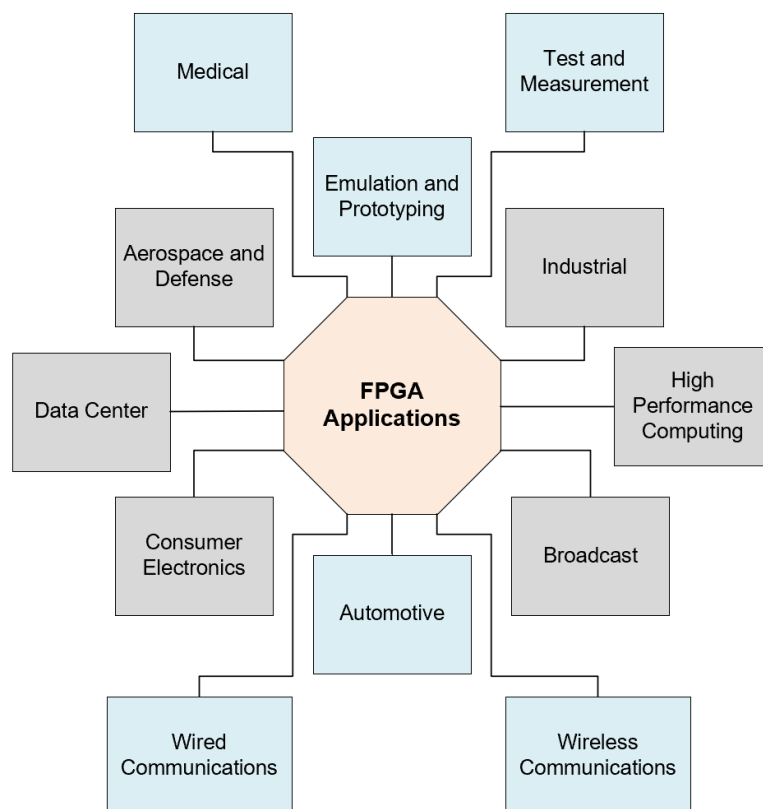 Medical
Test and
Measurement
Emulation and
Prototyping
Aerospace and
Defense
Industrial
FPGA
Applications
Data Center
High
Performance
Computing
Consumer
Electronics
Broadcast
Automotive
Wired
Communications
Wireless
Communications